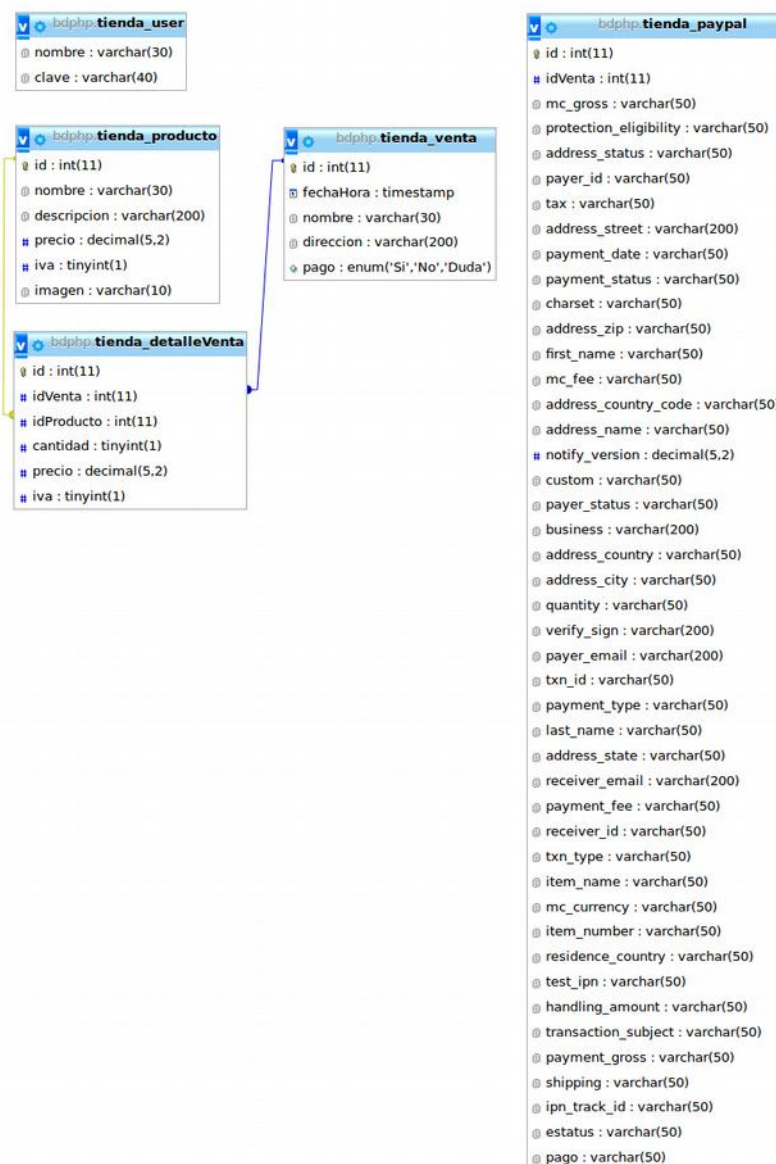 bdphp.tienda_user
nombre : varchar(30)
clave : varchar(40)
bdphp.tienda_producto
id : int(11)
nombre : varchar(30)
descripcion : varchar(200)
precio : decimal(5,2)
iva : tinyint(1)
imagen : varchar(10)
bdphp.tienda_detalleVenta
id : int(11)
idVenta : int(11)
idProducto : int(11)
cantidad : tinyint(1)
precio : decimal(5,2)
iva : tinyint(1)
bdphp.tienda_venta
id : int(11)
fechaHora : timestamp
nombre : varchar(30)
direccion : varchar(200)
pago : enum('Si','No','Duda')
bdphp.tienda_paypal
id : int(11)
idVenta : int(11)
mc_gross : varchar(50)
protection_eligibility : varchar(50)
address_status : varchar(50)
payer_id : varchar(50)
tax : varchar(50)
address_street : varchar(200)
payment_date : varchar(50)
payment_status : varchar(50)
charset : varchar(50)
address_zip : varchar(50)
first_name : varchar(50)
mc_fee : varchar(50)
address_country_code : varchar(50
address_name : varchar(50)
notify_version : decimal(5,2)
custom : varchar(50)
payer_status : varchar(50)
business : varchar(200)
address_country : varchar(50)
address_city : varchar(50)
quantity : varchar(50)
verify_sign : varchar(200)
payer_email : varchar(200)
txn_id : varchar(50)
payment_type : varchar(50)
last_name : varchar(50)
address_state : varchar(50)
receiver_email : varchar(200)
payment_fee : varchar(50)
receiver_id : varchar(50)
txn_type : varchar(50)
item_name : varchar(50)
mc_currency : varchar(50)
item_number : varchar(50)
residence_country : varchar(50)
test_ipn : varchar(50)
handling_amount : varchar(50)
transaction_subject : varchar(50)
payment_gross : varchar(50)
shipping : varchar(50)
ipn_track_id : varchar(50)
estatus : varchar(50)
pago : varchar(50)